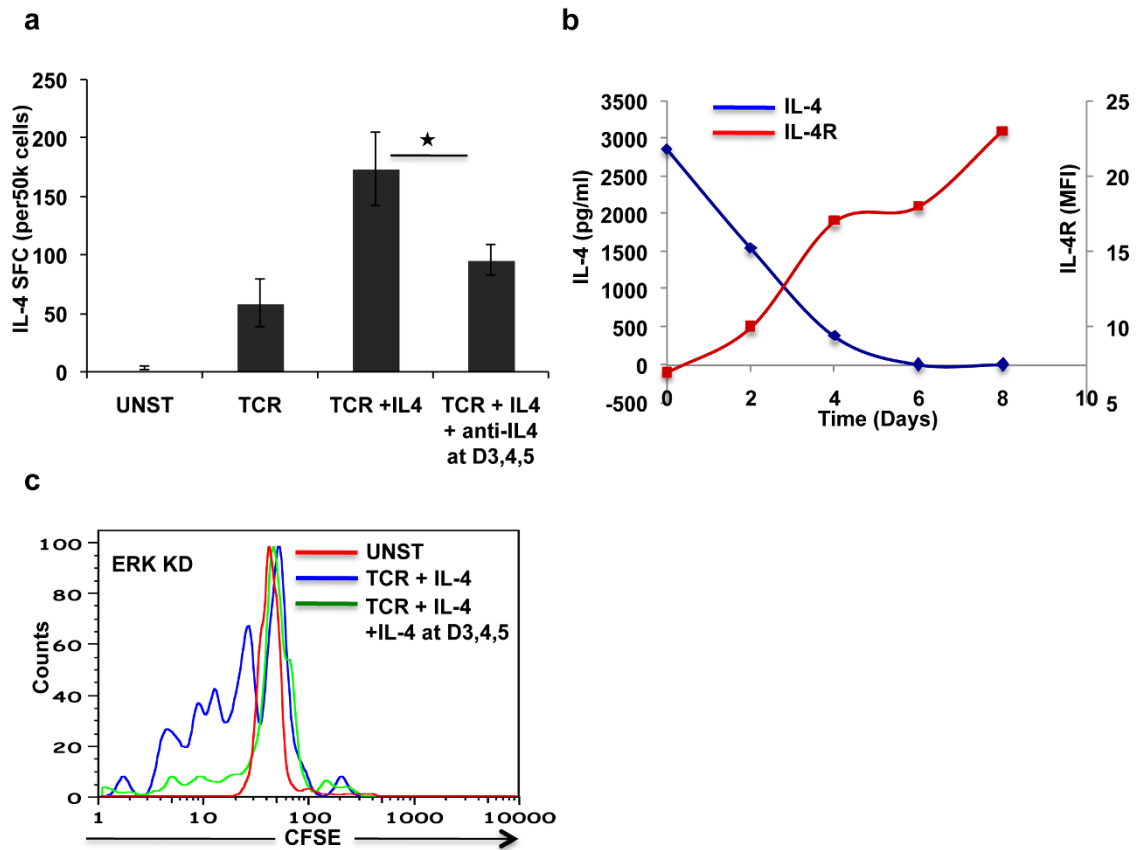 a
IL-4 SFC (per50k cells)
250
200
150
100
50
0
★
UNST
TCR
TCR +IL4
TCR + IL4
+ anti-IL4
at D3,4,5
b
IL-4
IL-4R
IL-4 (pg/ml)
3500
3000
2500
2000
1500
1000
500
0
-500
0
2
4
6
8
10
Time (Days)
25
20
15
10
5
IL-4R (MFI)
c
ERK KD
UNST
TCR + IL-4
TCR + IL-4
+IL-4 at D3,4,5
Counts
100
80
60
40
20
0
1
10
100
1000
10000
CFSE